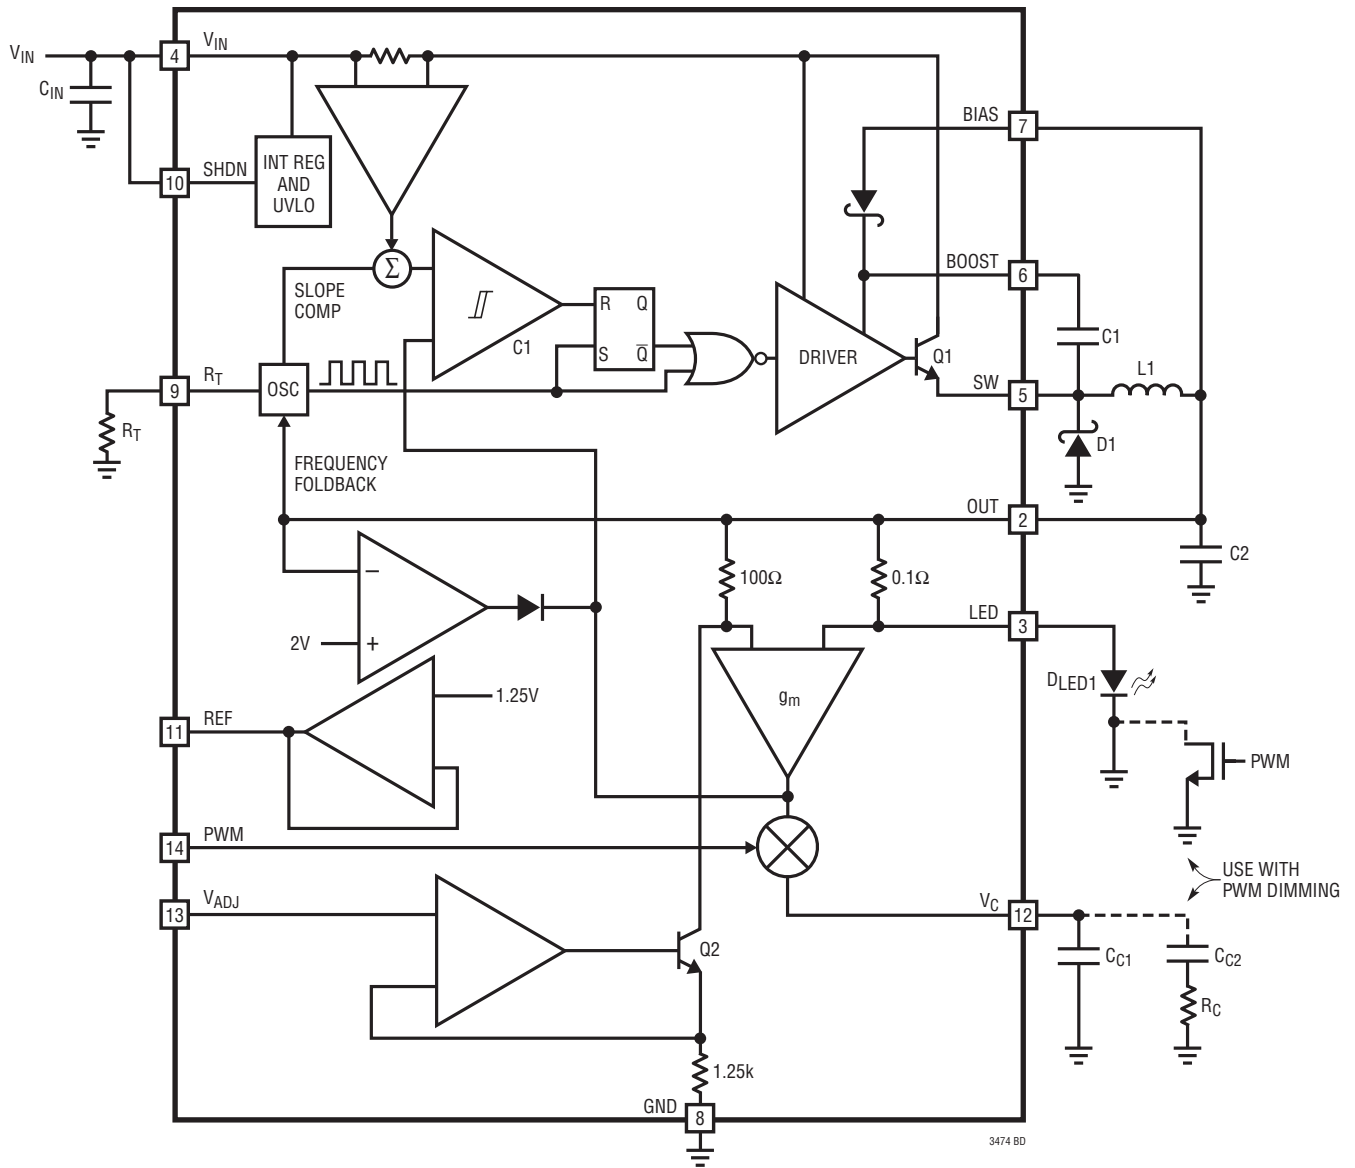 VIN
4
VIN
CIN
BIAS
7
SHDN
10
INT REG
AND
UVLO
Σ
BOOST
6
SLOPE
COMP
R
Q
S
Q̅
C1
DRIVER
Q1
C1
RT
9
OSC
SW
5
L1
RT
D1
FREQUENCY
FOLDBACK
OUT
2
C2
100Ω
0.1Ω
–
2V
+
LED
3
DLED1
gm
1.25V
REF
11
PWM
PWM
14
USE WITH
PWM DIMMING
VADJ
13
VC
12
Q2
CC1
CC2
RC
1.25k
GND
8
3474 BD